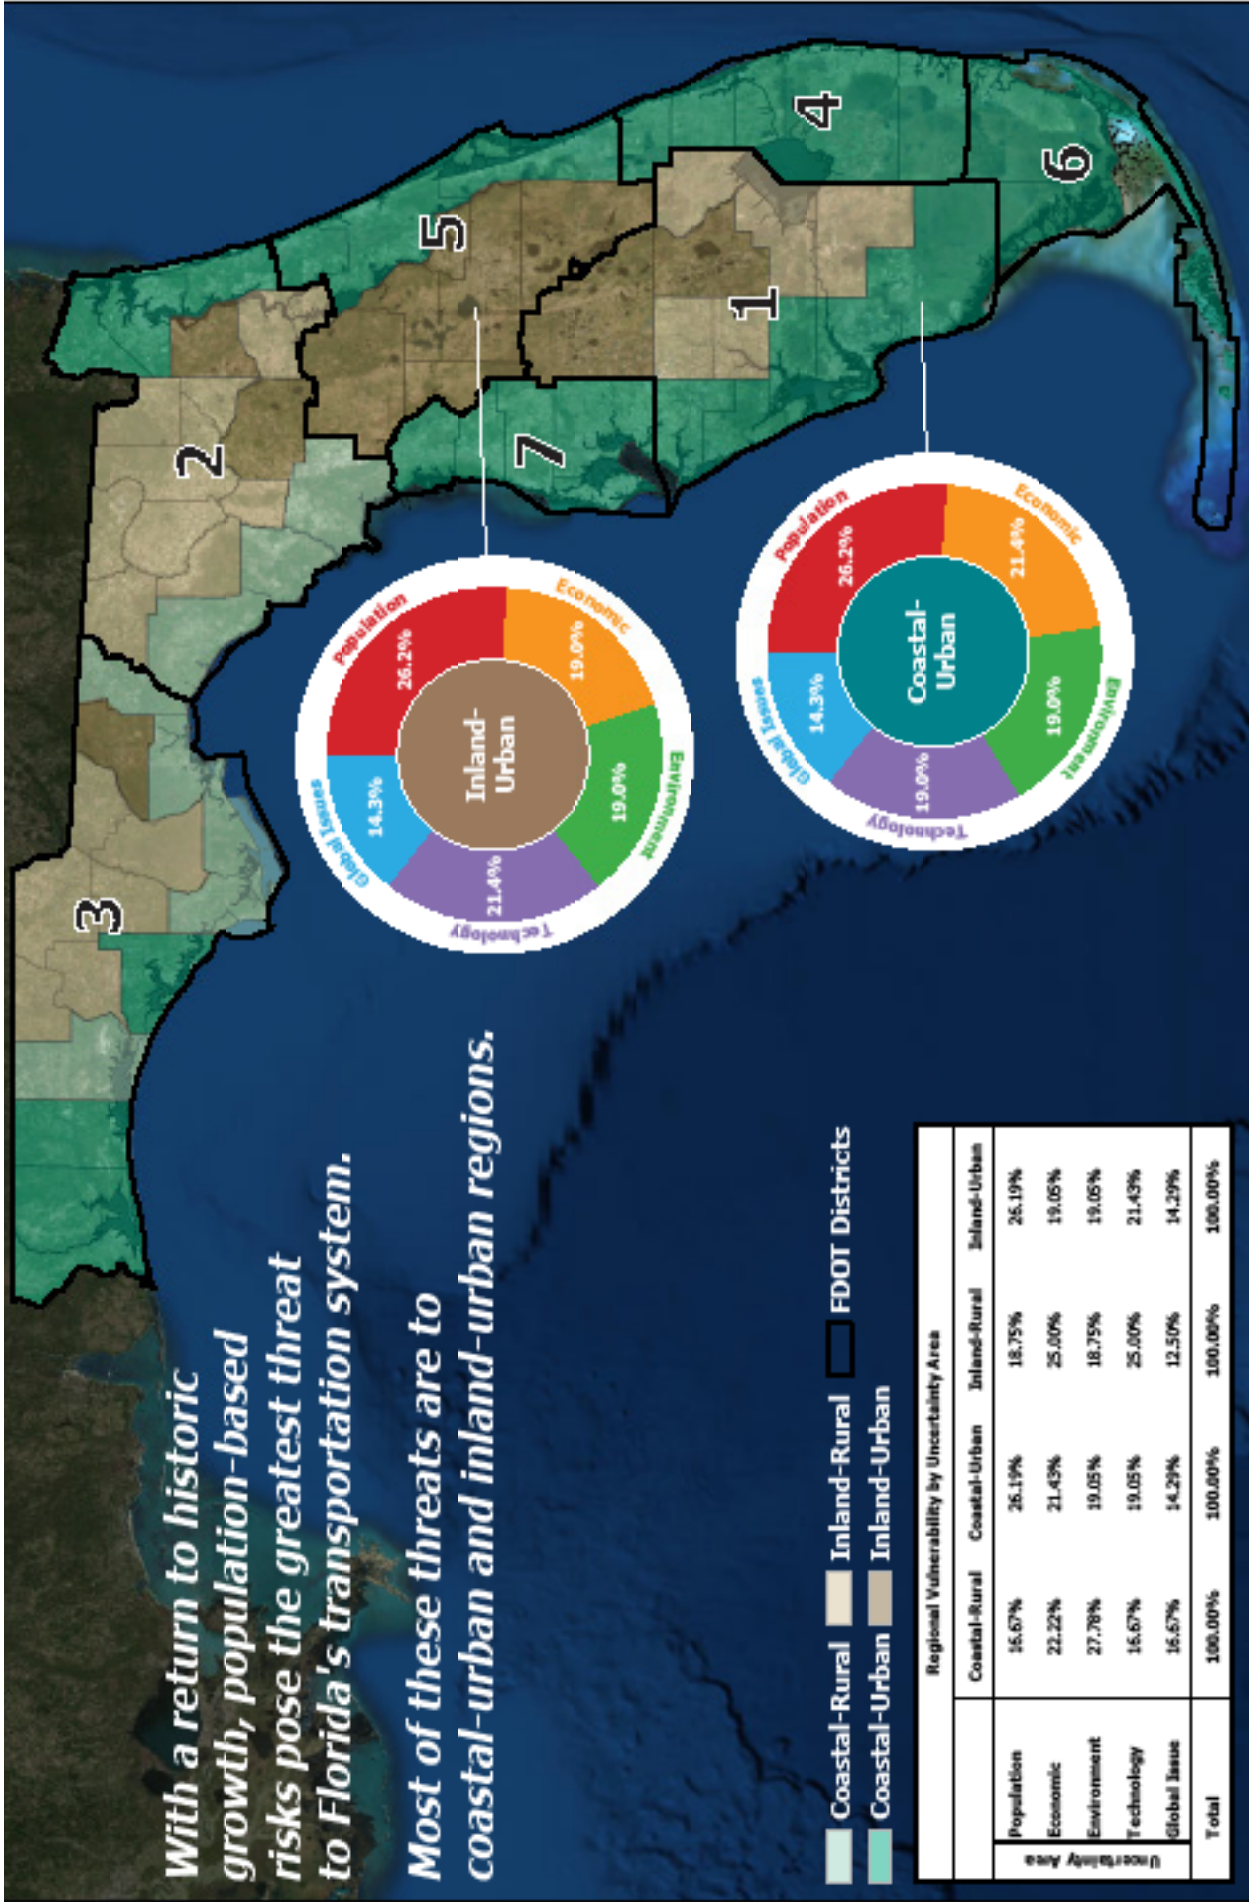 With a return to historic
growth, population-based
risks pose the greatest threat
to Florida's transportation system.
Most of these threats are to
coastal-urban and inland-urban regions.
3
2
5
7
1
4
6
Inland-
Urban
Population
26.2%
Economic
19.0%
Environment
19.0%
Technology
21.4%
Global Issues
14.3%
Coastal-
Urban
Population
26.2%
Economic
21.4%
Environment
19.0%
Technology
19.0%
Global Issues
14.3%
Coastal-Rural Inland-Rural FDOT Districts
Coastal-Urban Inland-Urban
Regional Vulnerability by Uncertainty Area
Coastal-Rural Coastal-Urban Inland-Rural Inland-Urban
Uncertainty Area
Population 16.67% 26.19% 18.75% 26.19%
Economic 22.22% 21.43% 25.00% 19.05%
Environment 27.78% 19.05% 18.75% 19.05%
Technology 16.67% 19.05% 25.00% 21.43%
Global Issue 16.67% 14.29% 12.50% 14.29%
Total 100.00% 100.00% 100.00% 100.00%